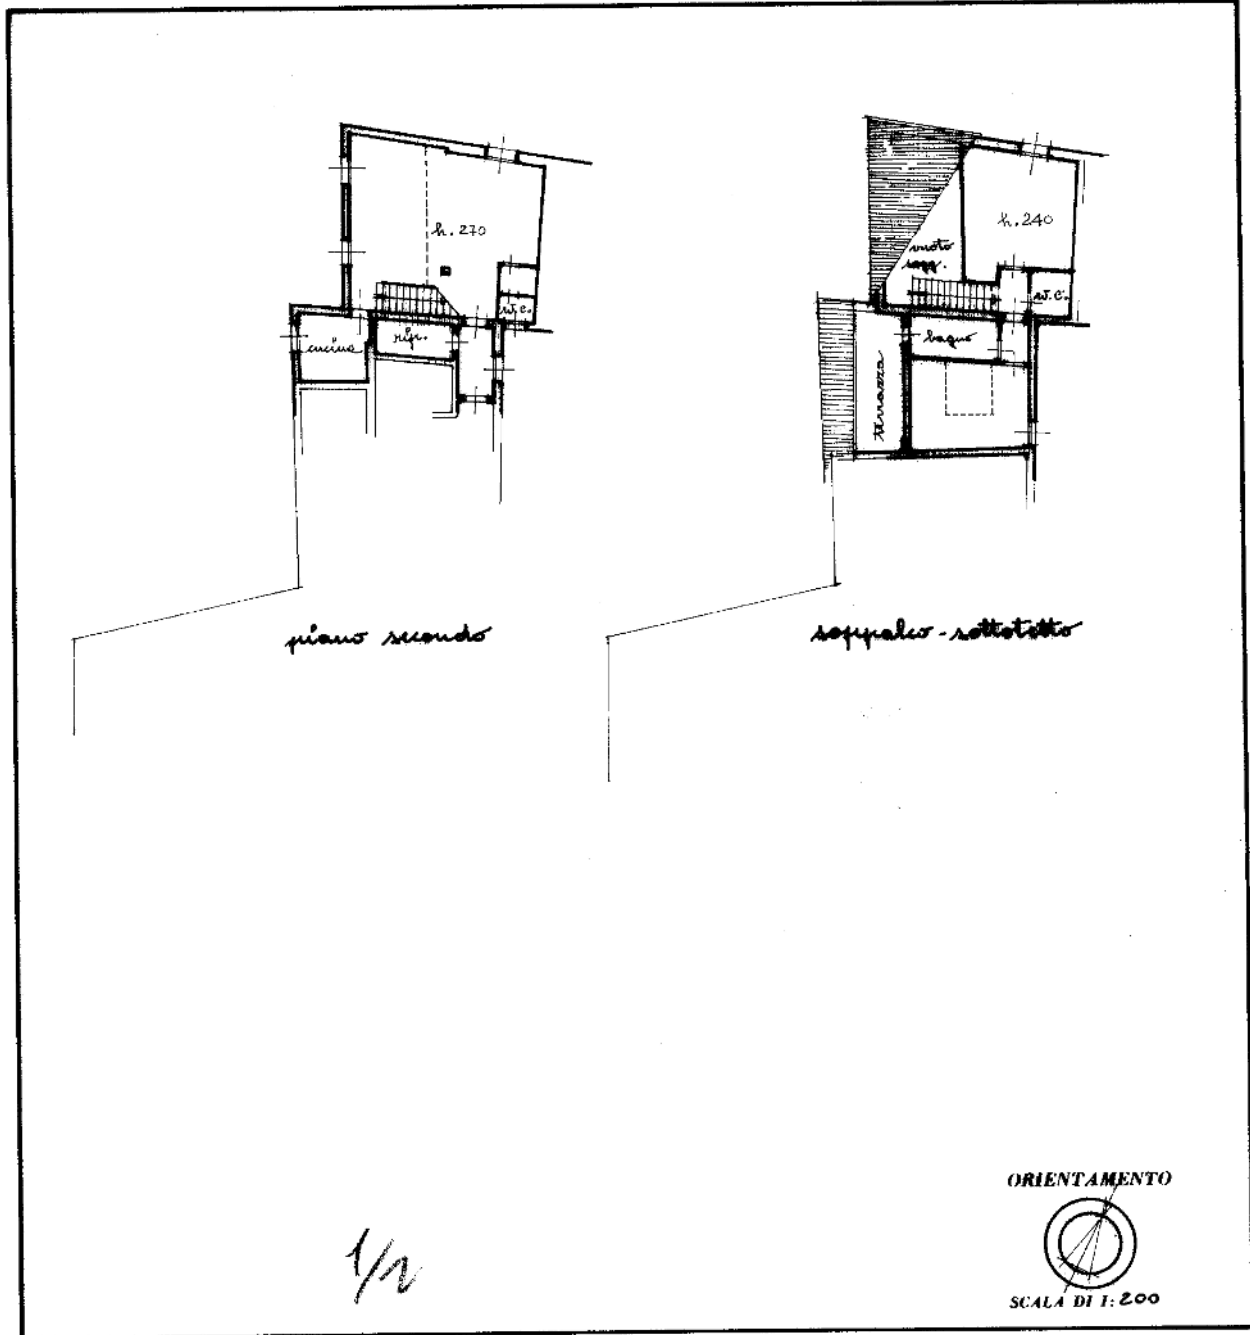 h. 270
w.c.
cucina
rip.
piano secondo
h. 240
vuoto
sogg.
w.c.
bagno
terrazza
soppalco - sottotetto
1/2
ORIENTAMENTO
SCALA DI 1: 200